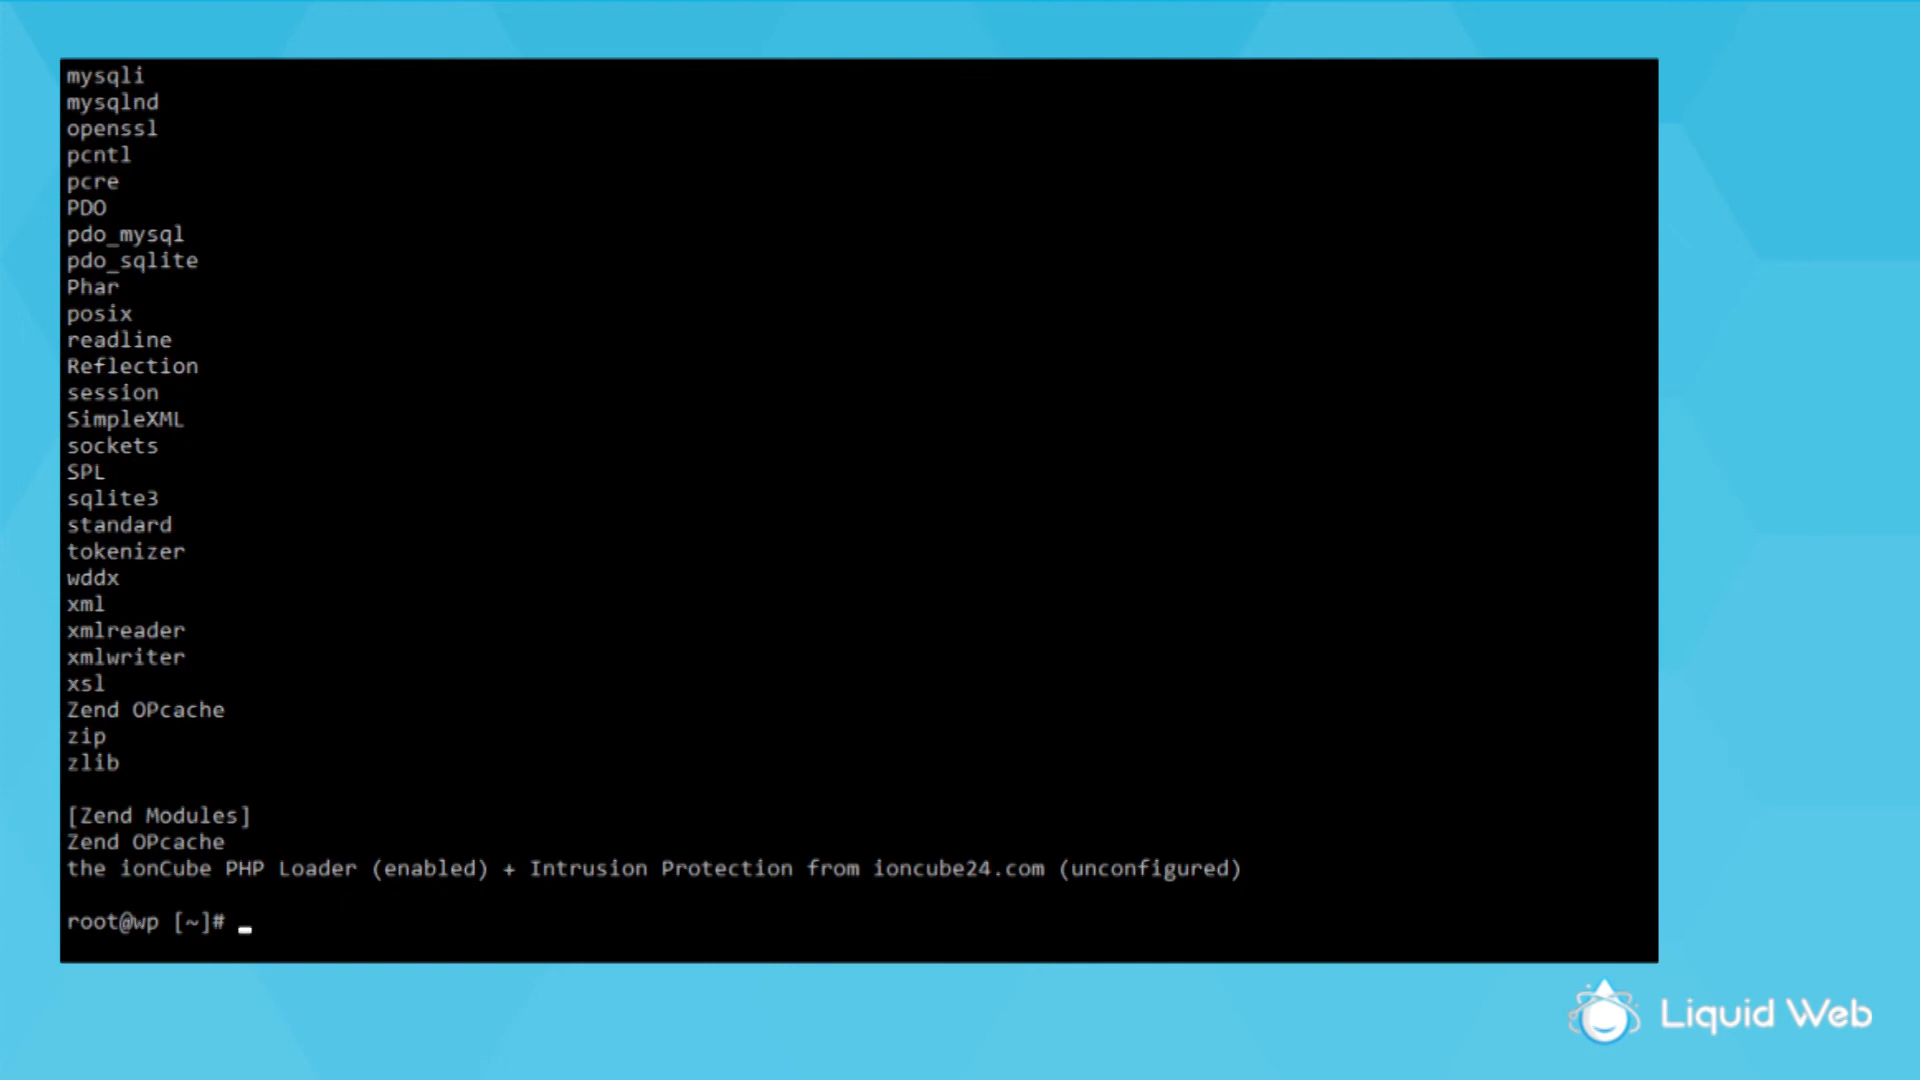 mysqli
mysqlnd
openssl
pcntl
pcre
PDO
pdo_mysql
pdo_sqlite
Phar
posix
readline
Reflection
session
SimpleXML
sockets
SPL
sqlite3
standard
tokenizer
wddx
xml
xmlreader
xmlwriter
xsl
Zend OPcache
zip
zlib
[Zend Modules]
Zend OPcache
the ionCube PHP Loader (enabled) + Intrusion Protection from ioncube24.com (unconfigured)
root@wp [~]#
Liquid Web